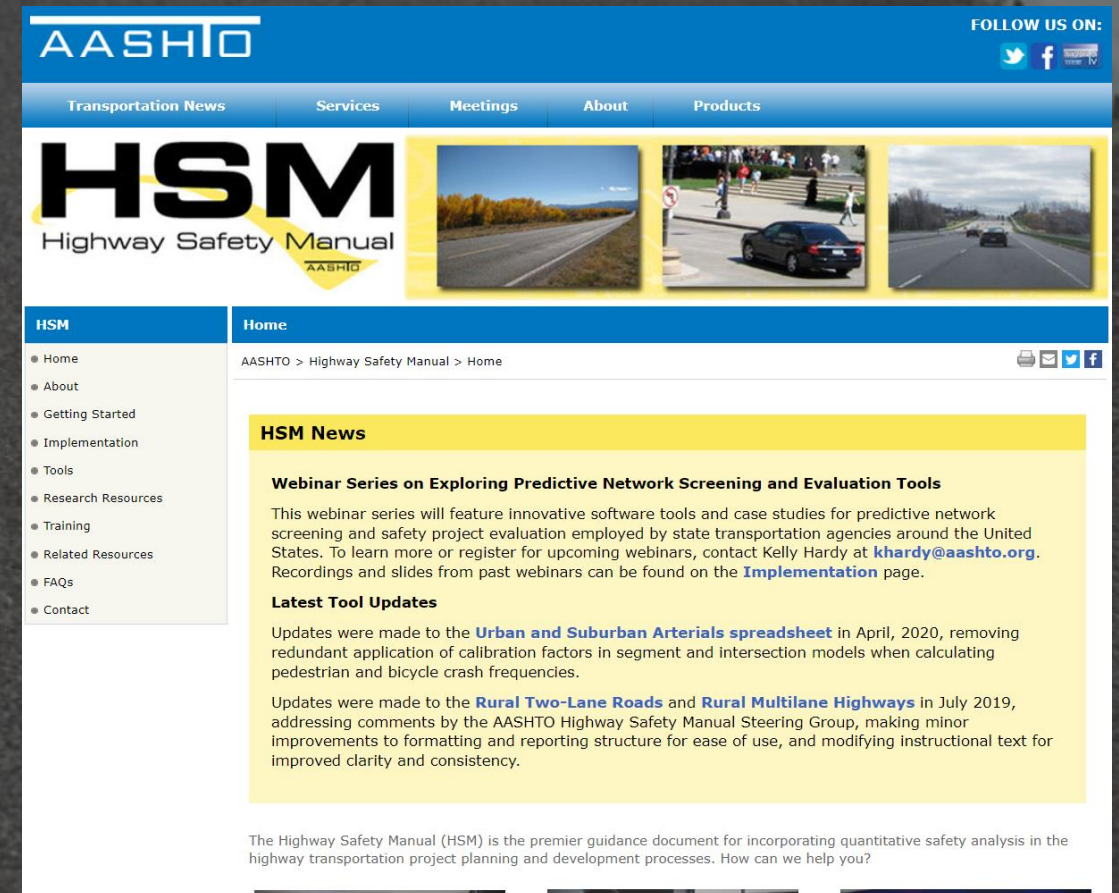 AASHTO
FOLLOW US ON:
Transportation News Services Meetings About Products
HSM
Highway Safety Manual
AASHTO
HSM
Home
Home
About
Getting Started
Implementation
Tools
Research Resources
Training
Related Resources
FAQs
Contact
AASHTO > Highway Safety Manual > Home
HSM News
Webinar Series on Exploring Predictive Network Screening and Evaluation Tools
This webinar series will feature innovative software tools and case studies for predictive network
screening and safety project evaluation employed by state transportation agencies around the United
States. To learn more or register for upcoming webinars, contact Kelly Hardy at khardy@aashto.org.
Recordings and slides from past webinars can be found on the Implementation page.
Latest Tool Updates
Updates were made to the Urban and Suburban Arterials spreadsheet in April, 2020, removing
redundant application of calibration factors in segment and intersection models when calculating
pedestrian and bicycle crash frequencies.
Updates were made to the Rural Two-Lane Roads and Rural Multilane Highways in July 2019,
addressing comments by the AASHTO Highway Safety Manual Steering Group, making minor
improvements to formatting and reporting structure for ease of use, and modifying instructional text for
improved clarity and consistency.
The Highway Safety Manual (HSM) is the premier guidance document for incorporating quantitative safety analysis in the
highway transportation project planning and development processes. How can we help you?